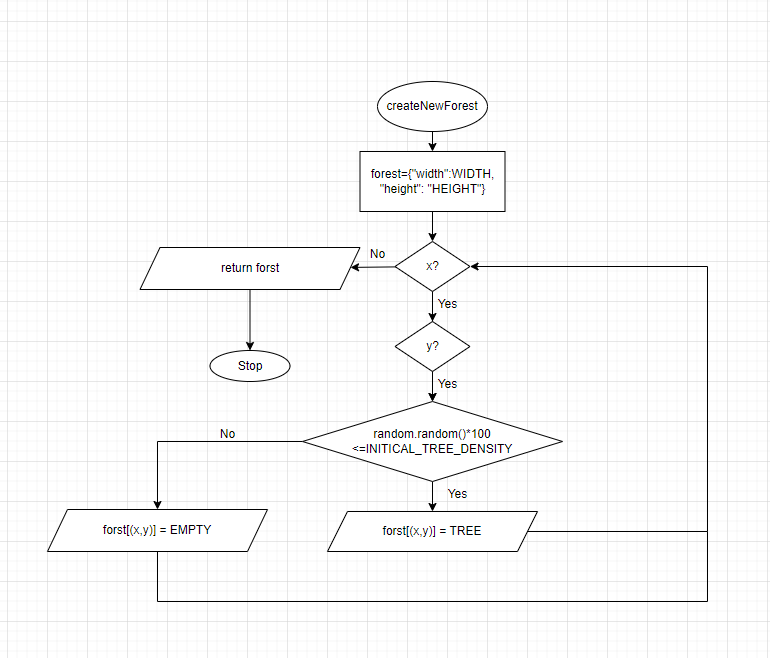 createNewForest
forest={"width":WIDTH,
"height": "HEIGHT"}
No
return forst
x?
Yes
Stop
y?
Yes
No
random.random()*100
<=INITICAL_TREE_DENSITY
Yes
forst[(x,y)] = EMPTY
forst[(x,y)] = TREE